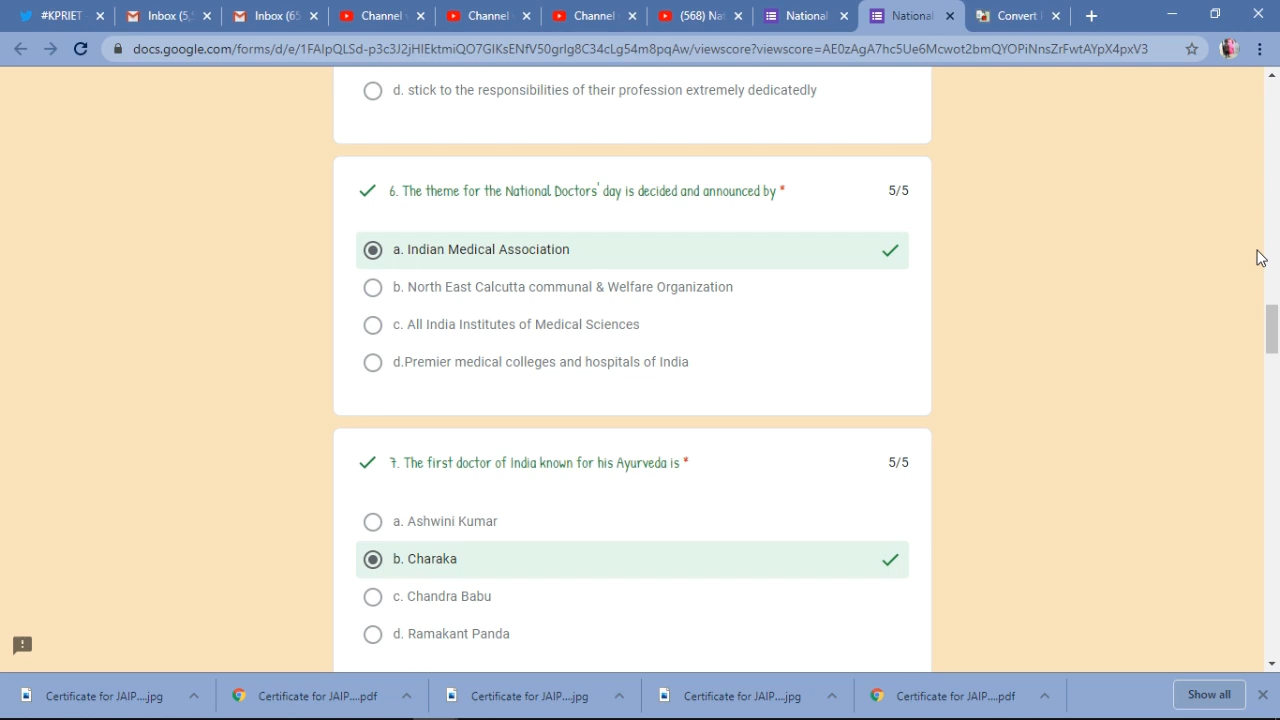 #KPRIET
Inbox (5,
Inbox (65
Channel
Channel
Channel
(568) Na
National
National
Convert
docs.google.com/forms/d/e/1FAIpQLSd-p3c3J2jHIEktmiQO7GIKsENfV50grIg8C34cLg54m8pqAw/viewscore?viewscore=AE0zAgA7hc5Ue6Mcwot2bmQYOPiNnsZrFwtAYpX4pxV3
d. stick to the responsibilities of their profession extremely dedicatedly
6. The theme for the National Doctors' day is decided and announced by * 5/5
a. Indian Medical Association
b. North East Calcutta communal & Welfare Organization
c. All India Institutes of Medical Sciences
d.Premier medical colleges and hospitals of India
7. The first doctor of India known for his Ayurveda is * 5/5
a. Ashwini Kumar
b. Charaka
c. Chandra Babu
d. Ramakant Panda
Certificate for JAIP....jpg
Certificate for JAIP....pdf
Certificate for JAIP....jpg
Certificate for JAIP....jpg
Certificate for JAIP....pdf
Show all